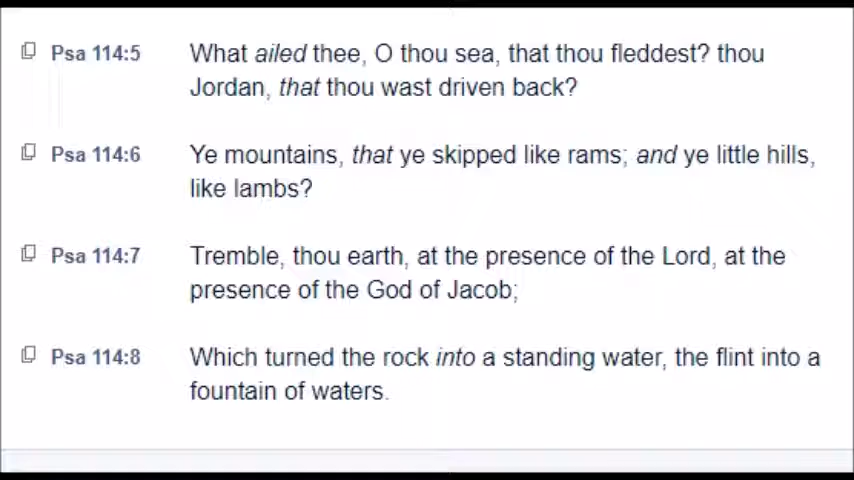 Psa 114:5 What ailed thee, O thou sea, that thou fleddest? thou
Jordan, that thou wast driven back?
Psa 114:6 Ye mountains, that ye skipped like rams; and ye little hills,
like lambs?
Psa 114:7 Tremble, thou earth, at the presence of the Lord, at the
presence of the God of Jacob;
Psa 114:8 Which turned the rock into a standing water, the flint into a
fountain of waters.